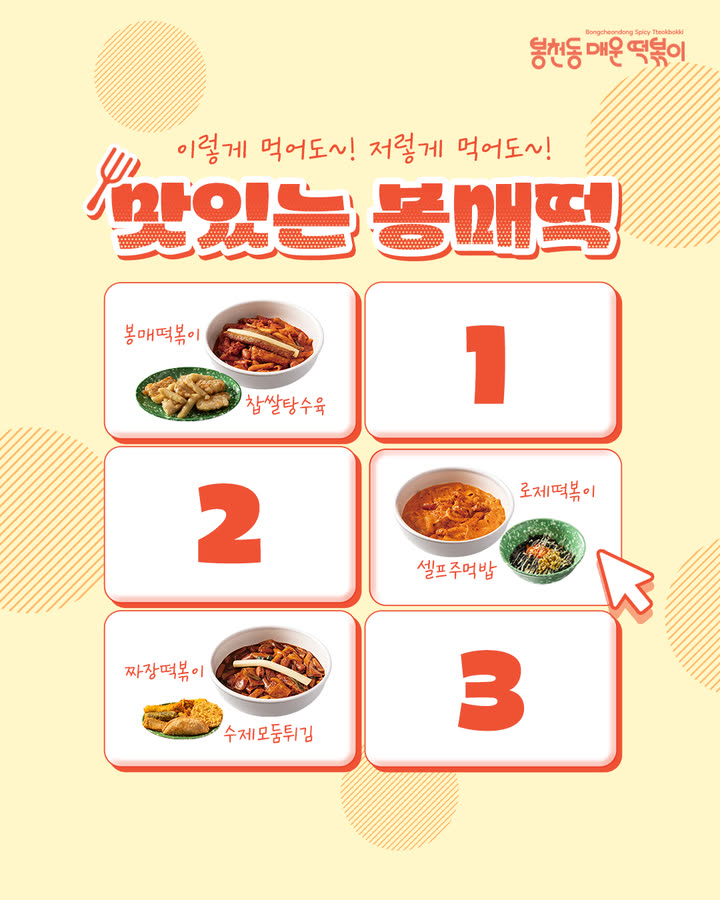 Bongcheondong Spicy Tteokbokki
봉천동 매운 떡볶이
이렇게 먹어도~! 저렇게 먹어도~!
맛있는 봉매떡
봉매떡볶이
찹쌀탕수육
1
2
로제떡볶이
셀프주먹밥
짜장떡볶이
수제모둠튀김
3